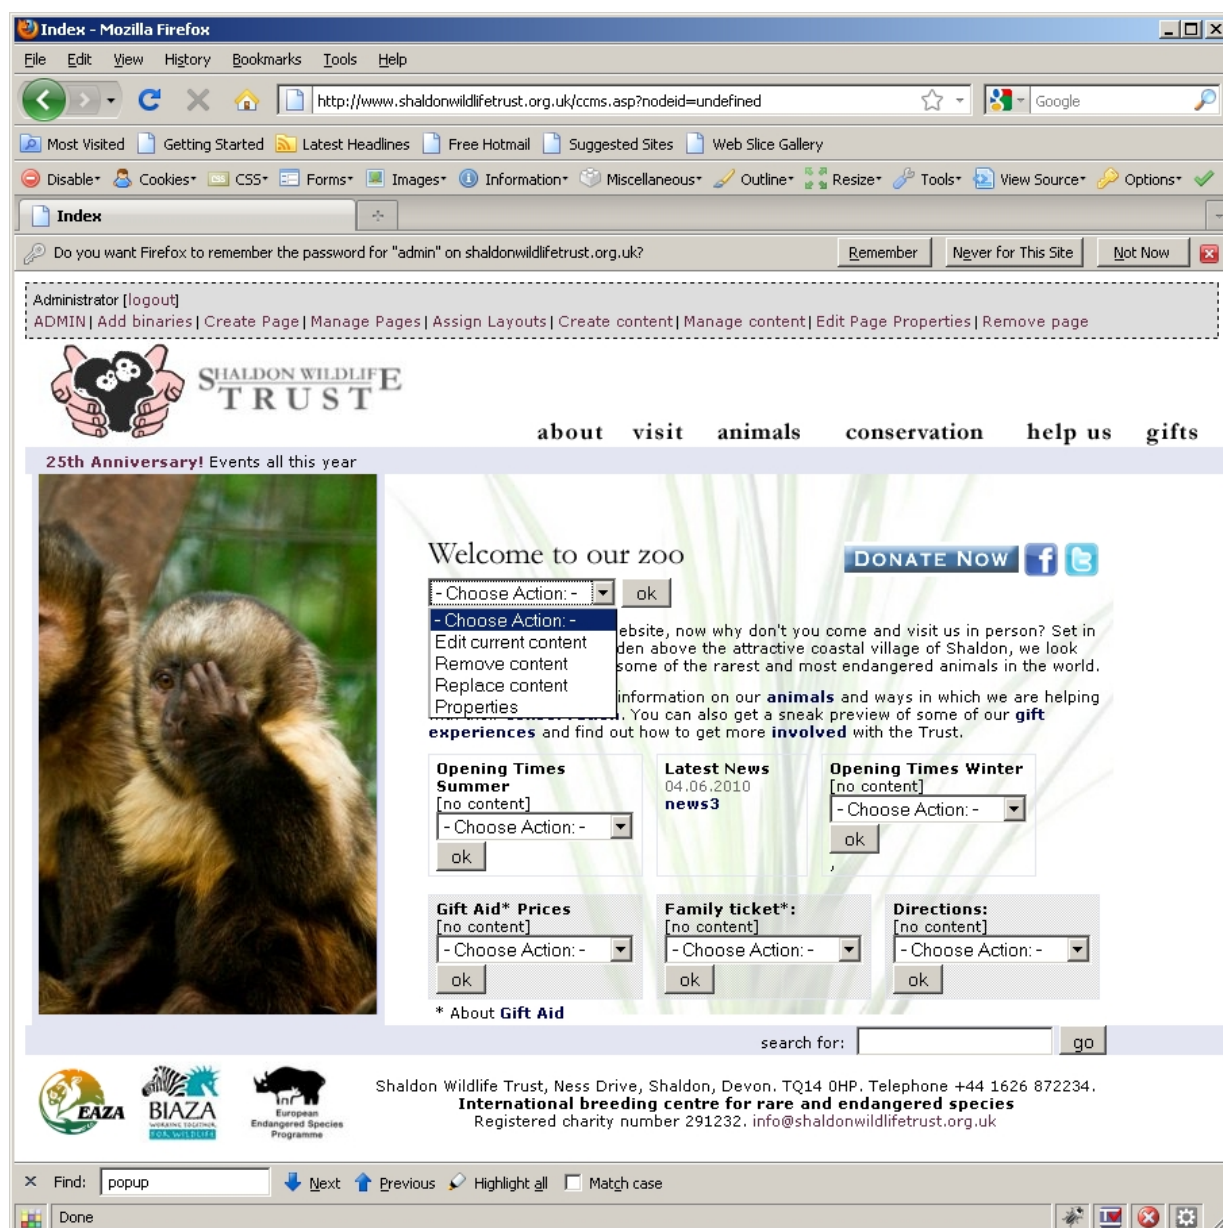 Index - Mozilla Firefox
File Edit View History Bookmarks Tools Help
http://www.shaldonwildlifetrust.org.uk/ccms.asp?nodeid=undefined Google
Most Visited Getting Started Latest Headlines Free Hotmail Suggested Sites Web Slice Gallery
Disable Cookies CSS Forms Images Information Miscellaneous Outline Resize Tools View Source Options
Index
Do you want Firefox to remember the password for "admin" on shaldonwildlifetrust.org.uk? Remember Never for This Site Not Now
Administrator [logout]
ADMIN | Add binaries | Create Page | Manage Pages | Assign Layouts | Create content | Manage content | Edit Page Properties | Remove page
SHALDON WILDLIFE
TRUST
about visit animals conservation help us gifts
25th Anniversary! Events all this year
Welcome to our zoo
DONATE NOW
- Choose Action: - ok
- Choose Action: -
Edit current content
Remove content
Replace content
Properties
ebsite, now why don't you come and visit us in person? Set in
den above the attractive coastal village of Shaldon, we look
some of the rarest and most endangered animals in the world.
information on our animals and ways in which we are helping
. You can also get a sneak preview of some of our gift
experiences and find out how to get more involved with the Trust.
Opening Times
Summer
[no content]
- Choose Action: -
ok
Latest News
04.06.2010
news3
Opening Times Winter
[no content]
- Choose Action: -
ok
,
Gift Aid* Prices
[no content]
- Choose Action: -
ok
Family ticket*:
[no content]
- Choose Action: -
ok
Directions:
[no content]
- Choose Action: -
ok
* About Gift Aid
search for: go
EAZA
BIAZA
WORKING TOGETHER
FOR WILDLIFE
European
Endangered Species
Programme
Shaldon Wildlife Trust, Ness Drive, Shaldon, Devon. TQ14 0HP. Telephone +44 1626 872234.
International breeding centre for rare and endangered species
Registered charity number 291232. info@shaldonwildlifetrust.org.uk
Find: popup Next Previous Highlight all Match case
Done